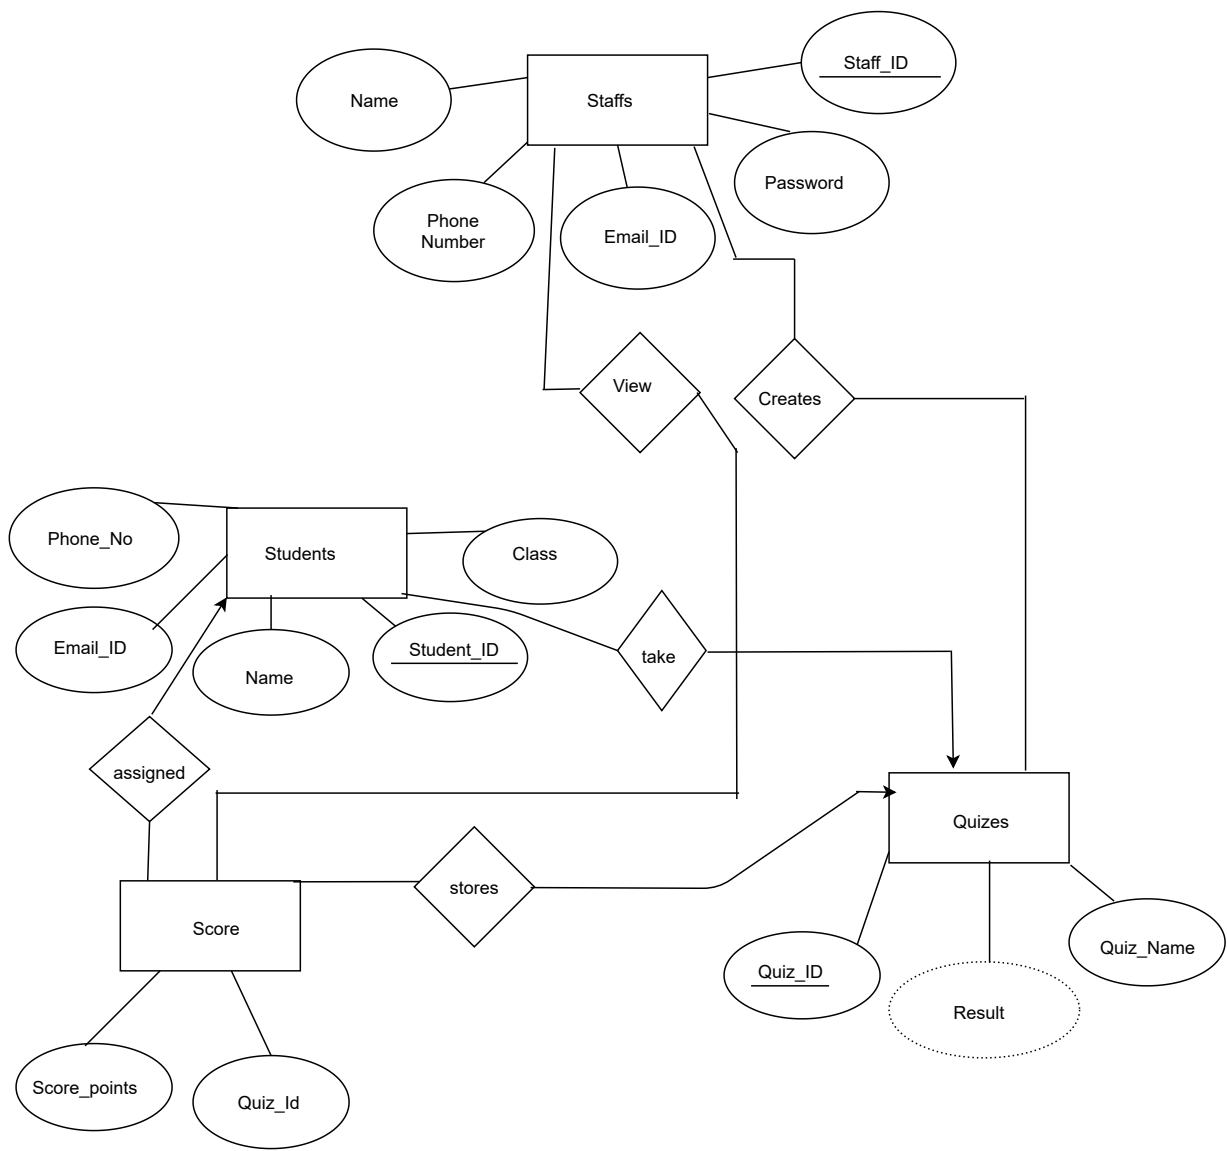 Staff_ID
Name
Staffs
Password
Phone
Number
Email_ID
View
Creates
Phone_No
Students
Class
Email_ID
Student_ID
take
Name
assigned
Quizes
stores
Score
Quiz_Name
Quiz_ID
Result
Score_points
Quiz_Id